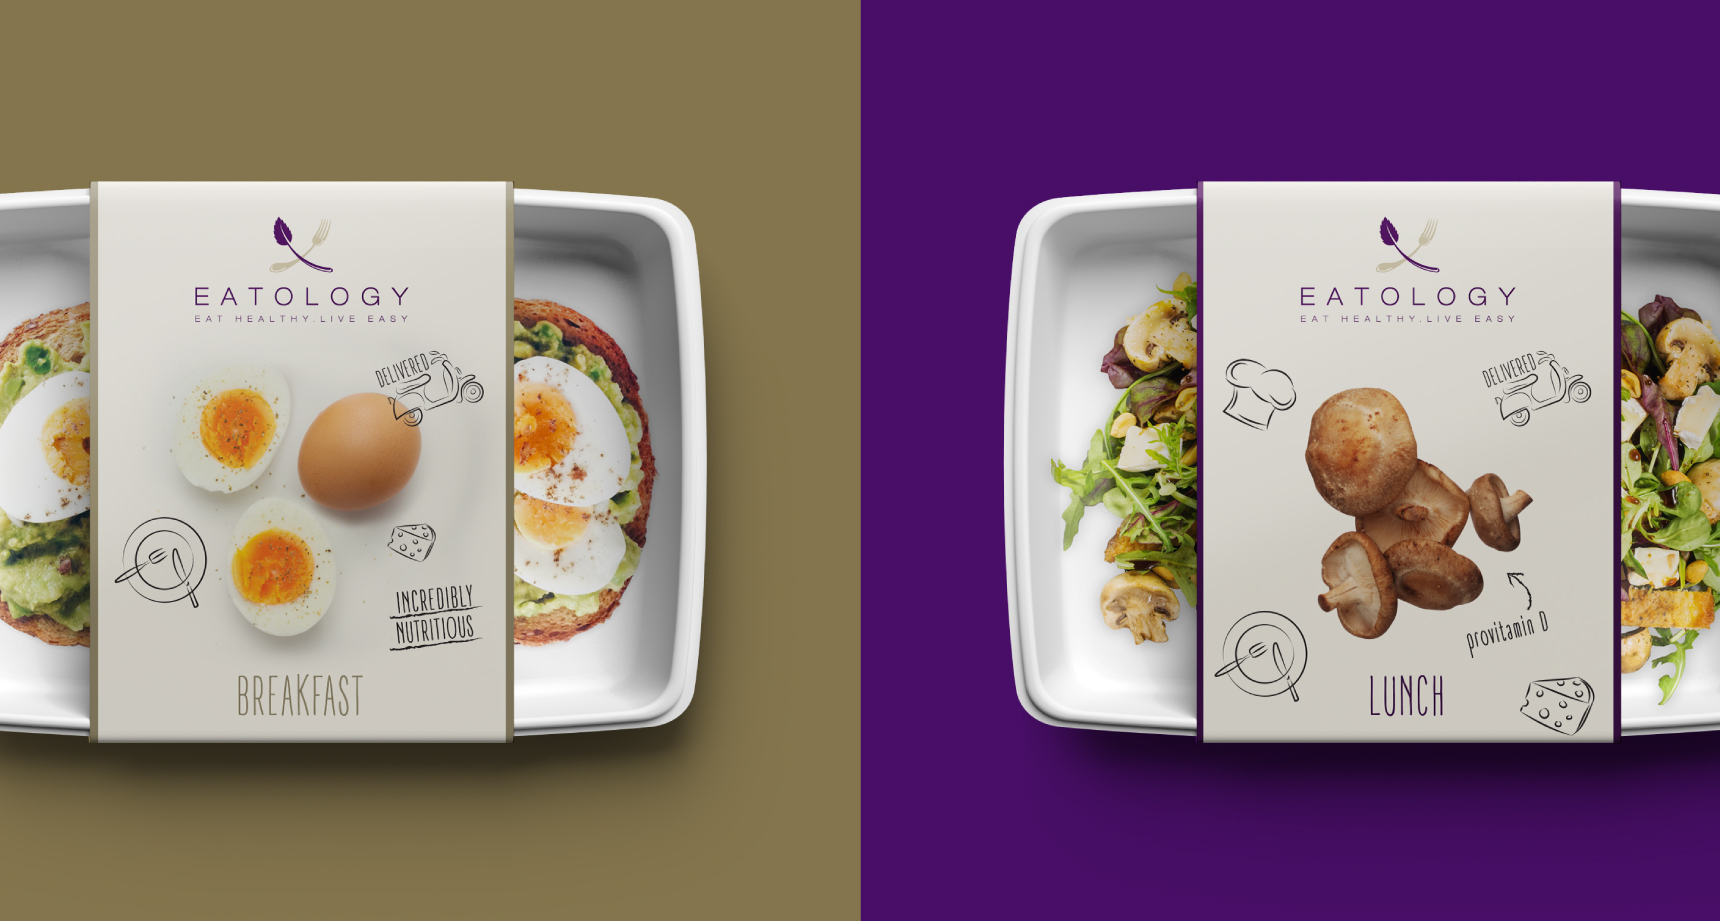 EATOLOGY
EAT HEALTHY.LIVE EASY
DELIVERED
INCREDIBLY
NUTRITIOUS
BREAKFAST
EATOLOGY
EAT HEALTHY.LIVE EASY
DELIVERED
provitamin D
LUNCH